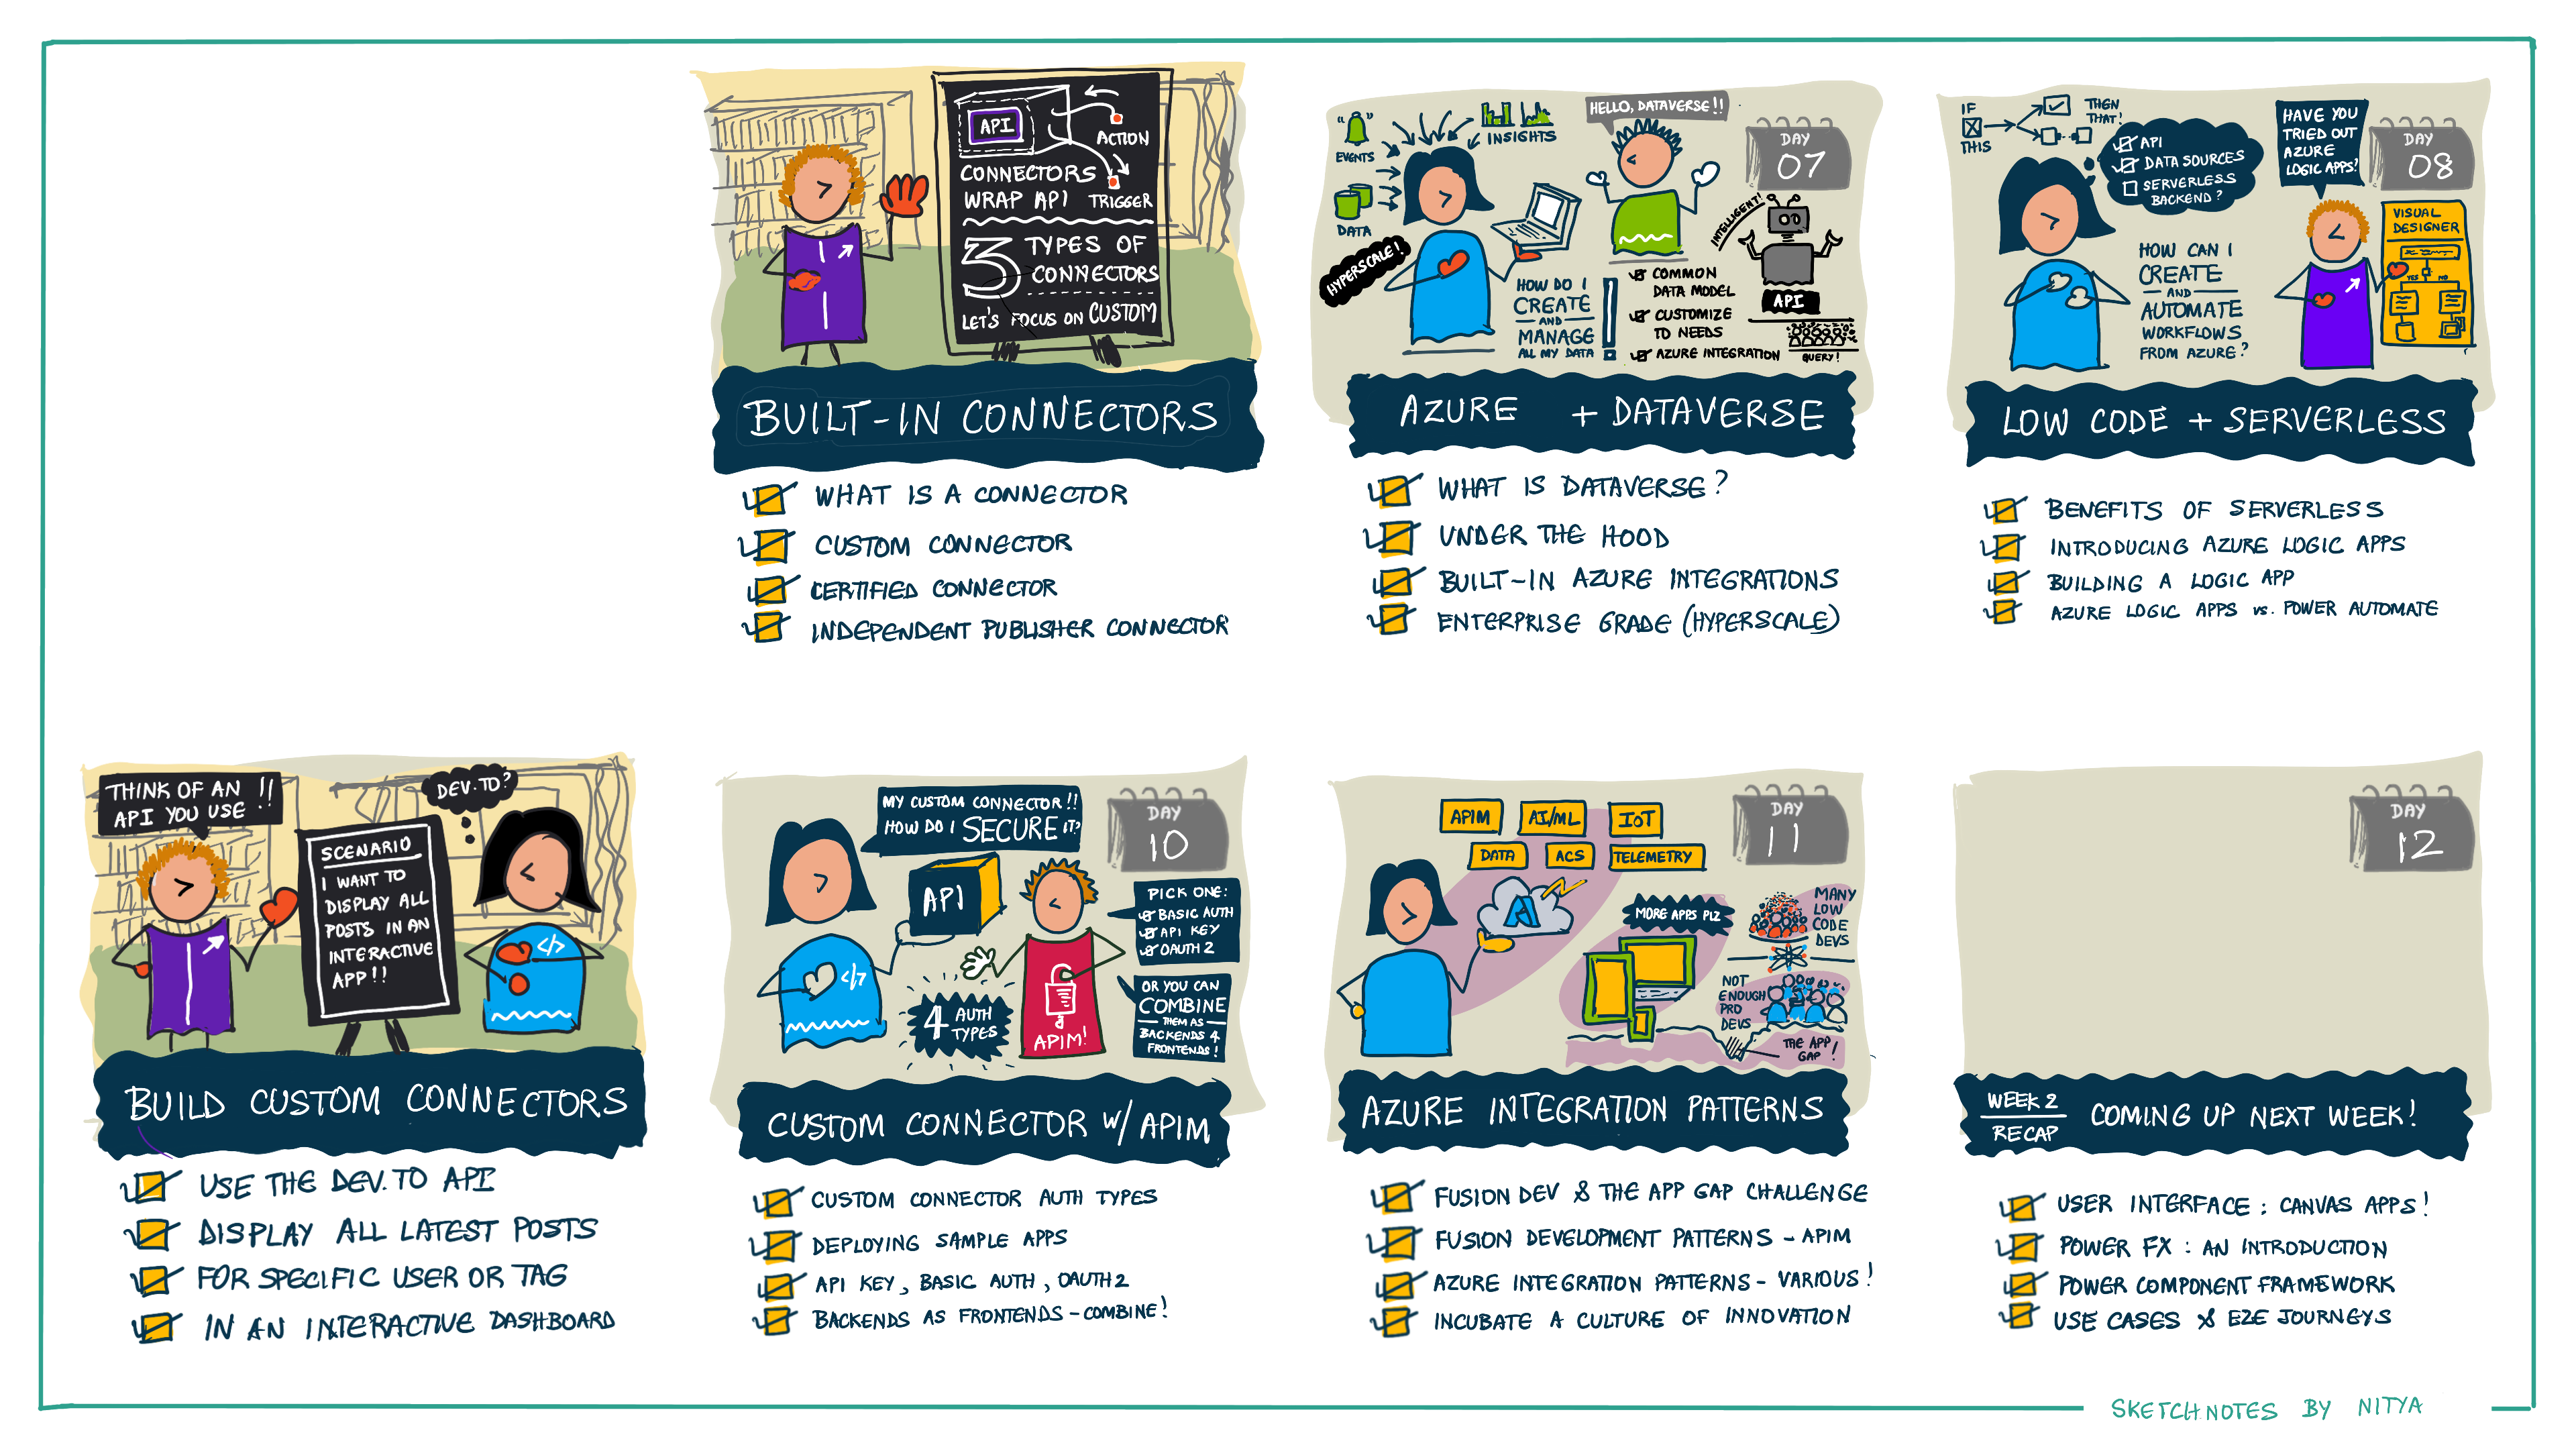 API
ACTION
CONNECTORS
WRAP API
TRIGGER
3 TYPES OF
CONNECTORS
LET'S FOCUS ON CUSTOM
BUILT-IN CONNECTORS
WHAT IS A CONNECTOR
CUSTOM CONNECTOR
CERTIFIED CONNECTOR
INDEPENDENT PUBLISHER CONNECTOR
"
"
EVENTS
INSIGHTS
HELLO, DATAVERSE!!
DAY
07
DATA
HYPERSCALE!
INTELLIGENT!
HOW DO I
CREATE
AND
MANAGE
ALL MY DATA
COMMON
DATA MODEL
CUSTOMIZE
TO NEEDS
AZURE INTEGRATION
API
QUERY!
AZURE + DATAVERSE
WHAT IS DATAVERSE?
UNDER THE HOOD
BUILT-IN AZURE INTEGRATIONS
ENTERPRISE GRADE (HYPERSCALE)
IF
THIS
THEN
THAT!
API
DATA SOURCES
SERVERLESS
BACKEND?
HAVE YOU
TRIED OUT
AZURE
LOGIC APPS?
DAY
08
HOW CAN I
CREATE
AND
AUTOMATE
WORKFLOWS
FROM AZURE?
VISUAL
DESIGNER
YES
NO
LOW CODE + SERVERLESS
BENEFITS OF SERVERLESS
INTRODUCING AZURE LOGIC APPS
BUILDING A LOGIC APP
AZURE LOGIC APPS vs. POWER AUTOMATE
THINK OF AN
API YOU USE !!
DEV.TO?
SCENARIO
I WANT TO
DISPLAY ALL
POSTS IN AN
INTERACTIVE
APP!!
</>
BUILD CUSTOM CONNECTORS
USE THE DEV.TO API
DISPLAY ALL LATEST POSTS
FOR SPECIFIC USER OR TAG
IN AN INTERACTIVE DASHBOARD
MY CUSTOM CONNECTOR!!
HOW DO I SECURE IT?
DAY
10
API
</>
4 AUTH
TYPES
APIM!
PICK ONE:
BASIC AUTH
API KEY
OAUTH2
OR YOU CAN
COMBINE
THEM AS
BACKENDS 4
FRONTENDS!
CUSTOM CONNECTOR W/ APIM
CUSTOM CONNECTOR AUTH TYPES
DEPLOYING SAMPLE APPS
API KEY, BASIC AUTH, OAUTH2
BACKENDS AS FRONTENDS - COMBINE!
APIM
AI/ML
IoT
DATA
ACS
TELEMETRY
DAY
11
A
MORE APPS PLZ
MANY
LOW
CODE
DEVS
NOT
ENOUGH
PRO
DEVS
THE APP
GAP!
AZURE INTEGRATION PATTERNS
FUSION DEV & THE APP GAP CHALLENGE
FUSION DEVELOPMENT PATTERNS - APIM
AZURE INTEGRATION PATTERNS - VARIOUS!
INCUBATE A CULTURE OF INNOVATION
DAY
12
WEEK 2
RECAP
COMING UP NEXT WEEK!
USER INTERFACE: CANVAS APPS!
POWER FX: AN INTRODUCTION
POWER COMPONENT FRAMEWORK
USE CASES & E2E JOURNEYS
SKETCHNOTES BY NITYA